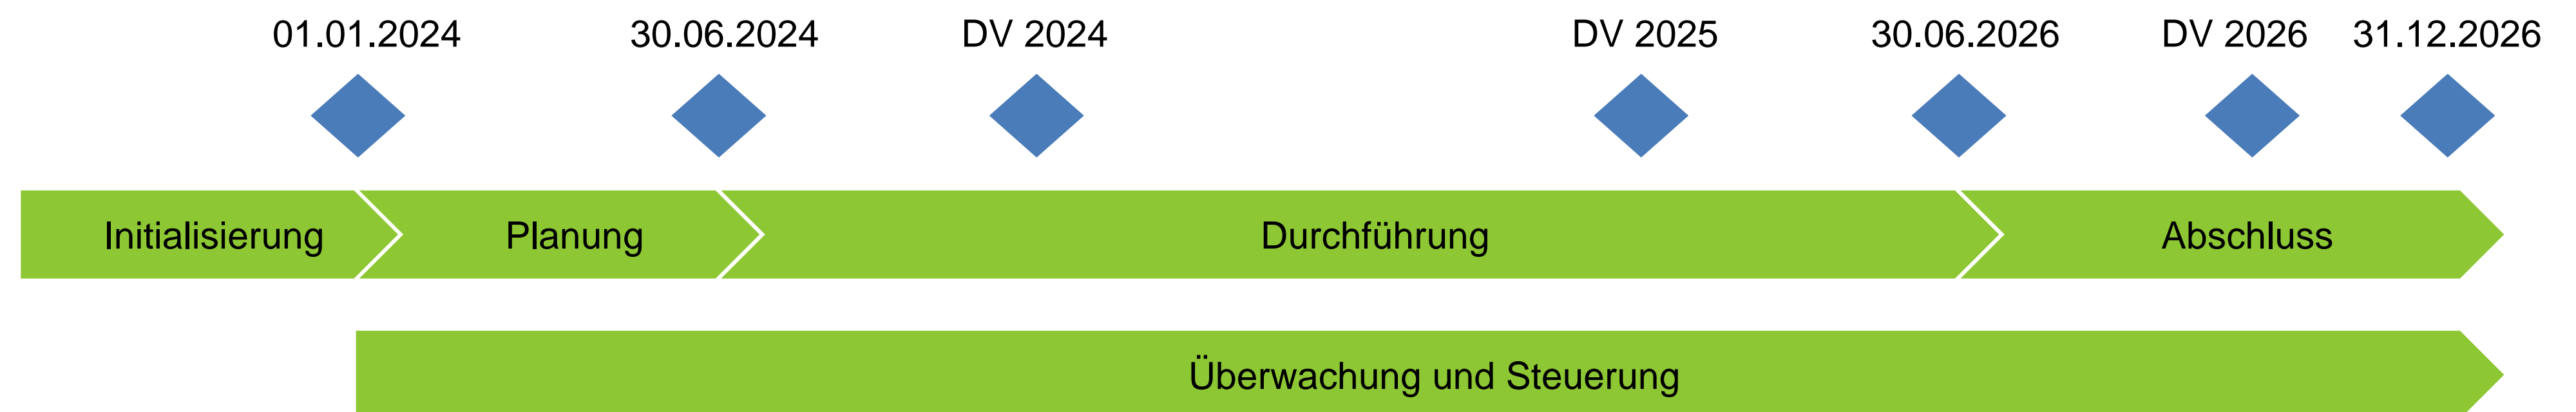 01.01.2024 30.06.2024 DV 2024 DV 2025 30.06.2026 DV 2026 31.12.2026
Initialisierung Planung Durchführung Abschluss
Überwachung und Steuerung